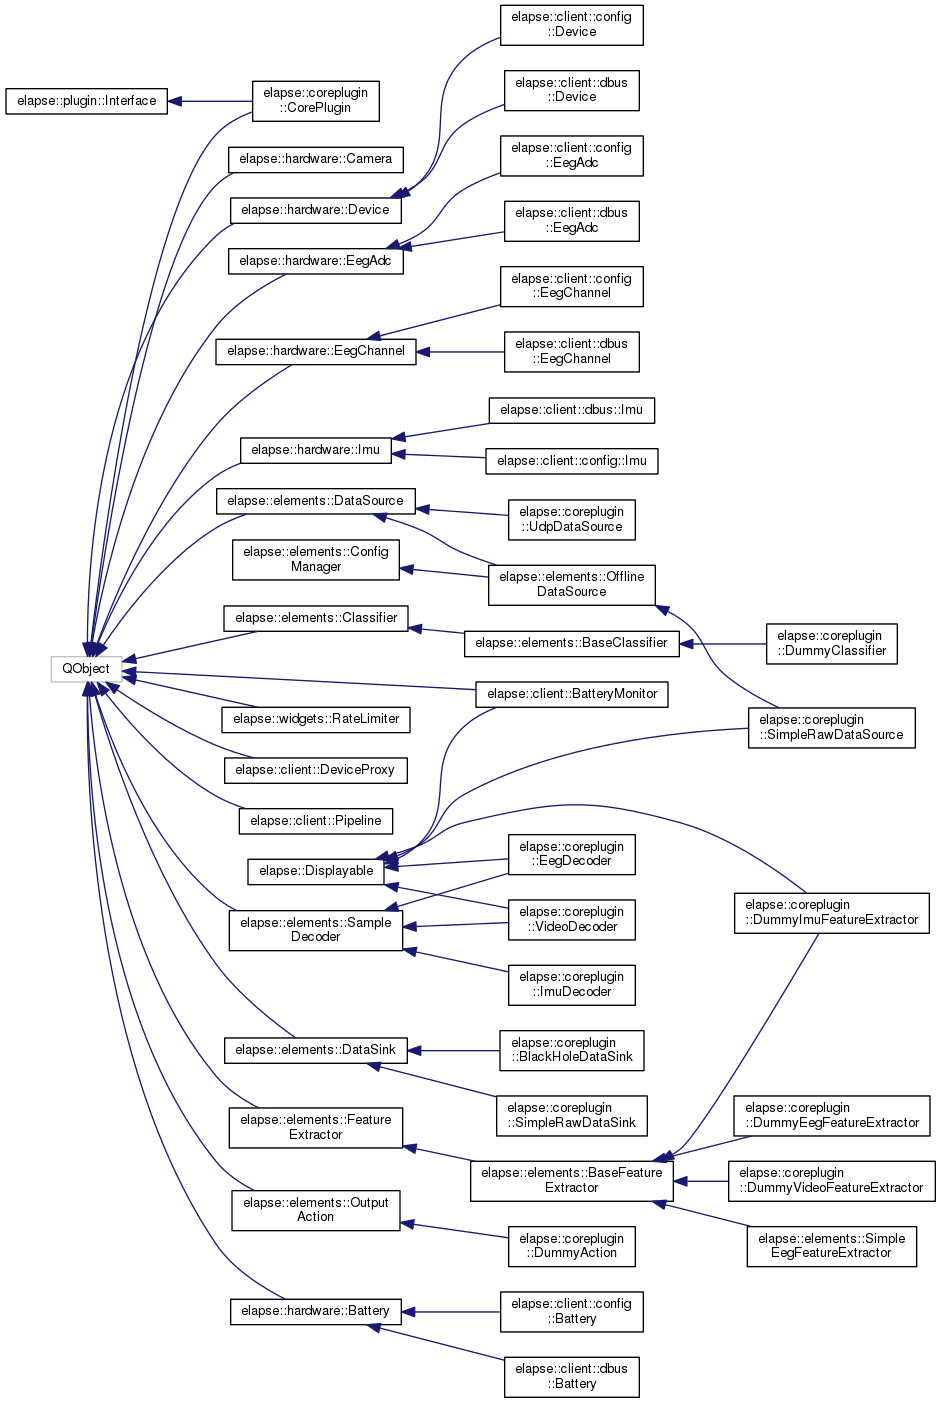 elapse::client::config
::Device
elapse::client::dbus
::Device
elapse::plugin::Interface
elapse::coreplugin
::CorePlugin
elapse::client::config
::EegAdc
elapse::hardware::Camera
elapse::hardware::Device
elapse::client::dbus
::EegAdc
elapse::hardware::EegAdc
elapse::client::config
::EegChannel
elapse::hardware::EegChannel
elapse::client::dbus
::EegChannel
elapse::client::dbus::Imu
elapse::hardware::Imu
elapse::client::config::Imu
elapse::elements::DataSource
elapse::coreplugin
::UdpDataSource
elapse::elements::Config
Manager
elapse::elements::Offline
DataSource
elapse::elements::Classifier
elapse::elements::BaseClassifier
elapse::coreplugin
::DummyClassifier
QObject
elapse::client::BatteryMonitor
elapse::widgets::RateLimiter
elapse::coreplugin
::SimpleRawDataSource
elapse::client::DeviceProxy
elapse::client::Pipeline
elapse::Displayable
elapse::coreplugin
::EegDecoder
elapse::elements::Sample
Decoder
elapse::coreplugin
::VideoDecoder
elapse::coreplugin
::DummyImuFeatureExtractor
elapse::coreplugin
::ImuDecoder
elapse::elements::DataSink
elapse::coreplugin
::BlackHoleDataSink
elapse::coreplugin
::SimpleRawDataSink
elapse::elements::Feature
Extractor
elapse::coreplugin
::DummyEegFeatureExtractor
elapse::elements::BaseFeature
Extractor
elapse::coreplugin
::DummyVideoFeatureExtractor
elapse::elements::Output
Action
elapse::coreplugin
::DummyAction
elapse::elements::Simple
EegFeatureExtractor
elapse::hardware::Battery
elapse::client::config
::Battery
elapse::client::dbus
::Battery